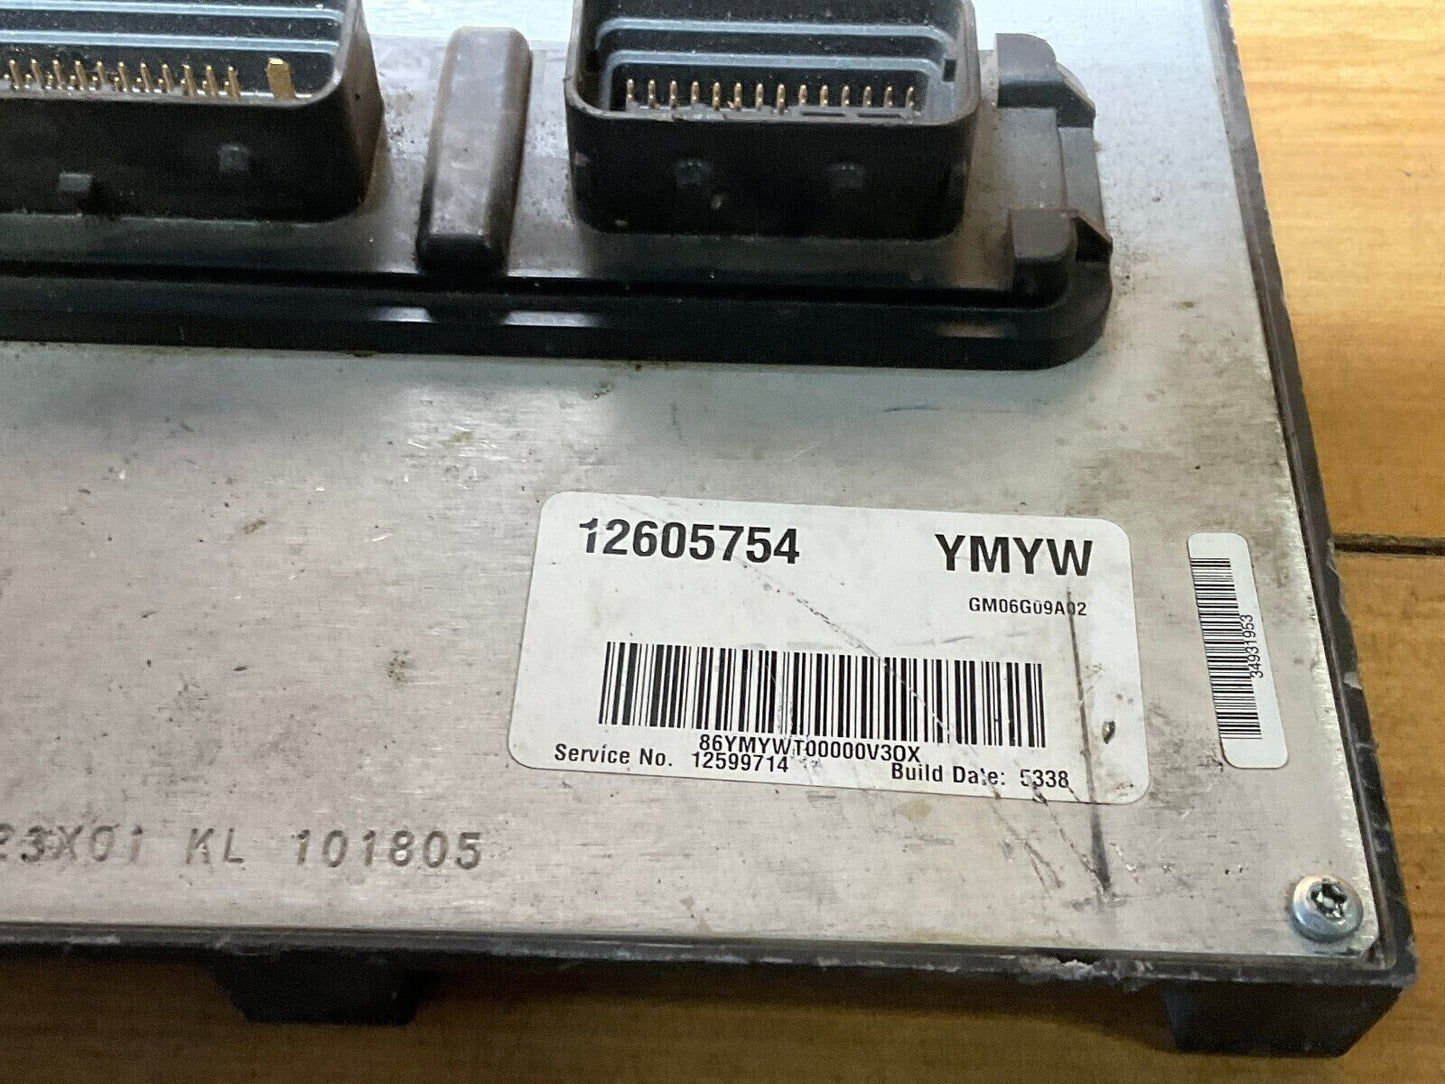 12605754 YMYW
GM06G09A02
86YMYWT00000V3OX
Service No. 12599714 Build Date: 5338
34931953
23X01 KL 101805